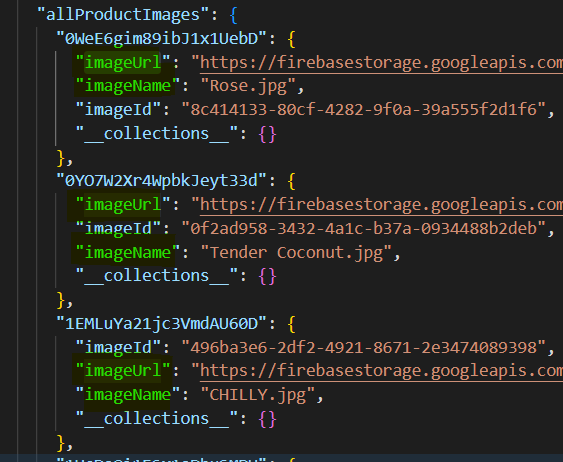 "allProductImages": {
"0WeE6gim89ibJ1x1UebD": {
"imageUrl": "https://firebasestorage.googleapis.com
"imageName": "Rose.jpg",
"imageId": "8c414133-80cf-4282-9f0a-39a555f2d1f6",
"__collections__": {}
},
"0YO7W2Xr4WpbkJeyt33d": {
"imageUrl": "https://firebasestorage.googleapis.com
"imageId": "0f2ad958-3432-4a1c-b37a-0934488b2deb",
"imageName": "Tender Coconut.jpg",
"__collections__": {}
},
"1EMLuYa21jc3VmdAU60D": {
"imageId": "496ba3e6-2df2-4921-8671-2e3474089398",
"imageUrl": "https://firebasestorage.googleapis.com
"imageName": "CHILLY.jpg",
"__collections__": {}
},